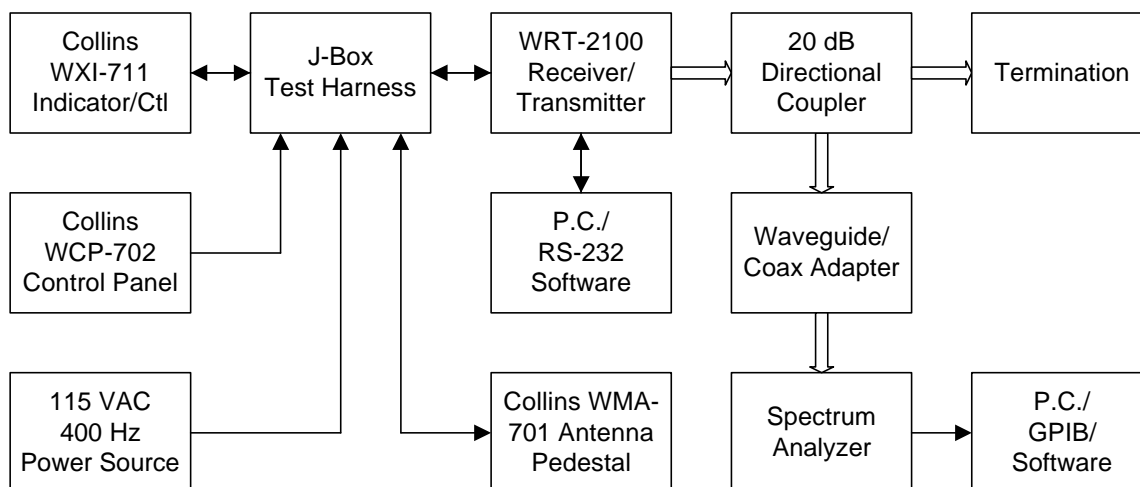 Collins
WXI-711
Indicator/Ctl
J-Box
Test Harness
WRT-2100
Receiver/
Transmitter
20 dB
Directional
Coupler
Termination
Collins
WCP-702
Control Panel
P.C./
RS-232
Software
Waveguide/
Coax Adapter
115 VAC
400 Hz
Power Source
Collins WMA-
701 Antenna
Pedestal
Spectrum
Analyzer
P.C./
GPIB/
Software